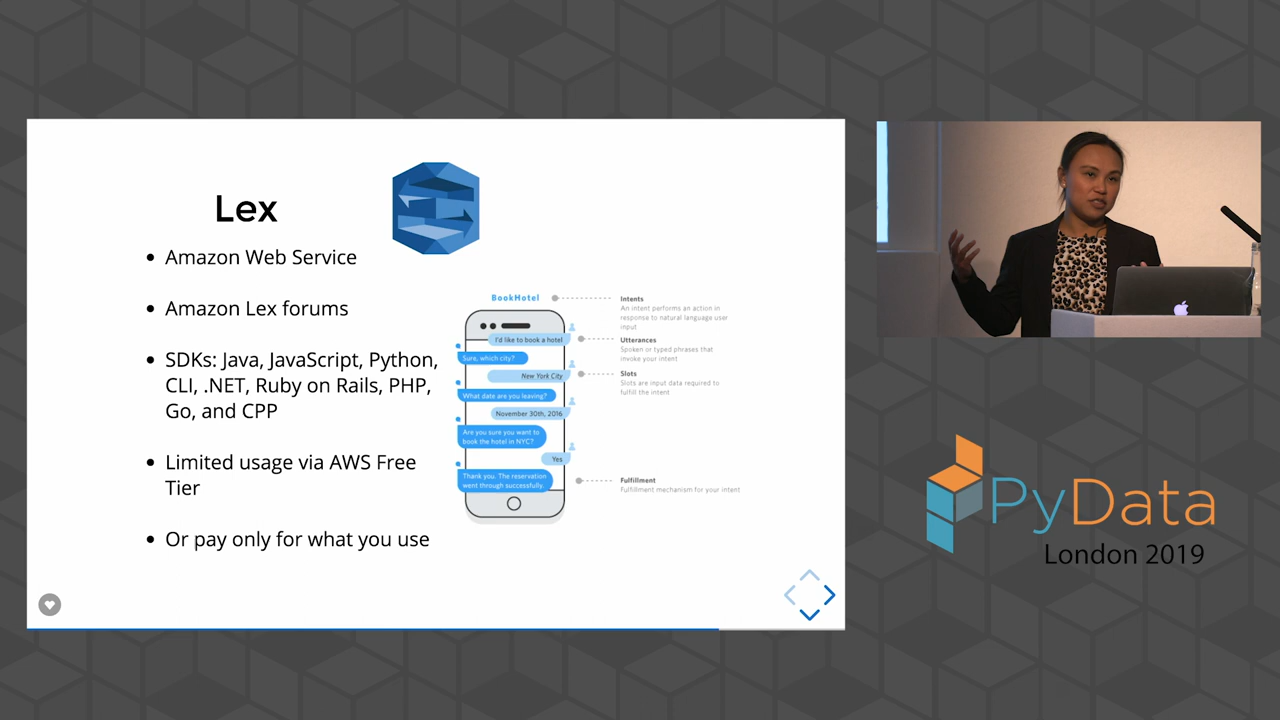 Lex
Amazon Web Service
Amazon Lex forums
SDKs: Java, JavaScript, Python,
CLI, .NET, Ruby on Rails, PHP,
Go, and CPP
Limited usage via AWS Free
Tier
Or pay only for what you use
BookHotel
I'd like to book a hotel
Sure, which city?
New York City
What date are you leaving?
November 30th, 2016
Are you sure you want to
book the hotel in NYC?
Yes
Thank you. The reservation
went through successfully.
Intents
An intent performs an action in
response to natural language user
input
Utterances
Spoken or typed phrases that
invoke your intent
Slots
Slots are input data required to
fulfill the intent
Fulfillment
Fulfillment mechanism for your intent
PyData
London 2019